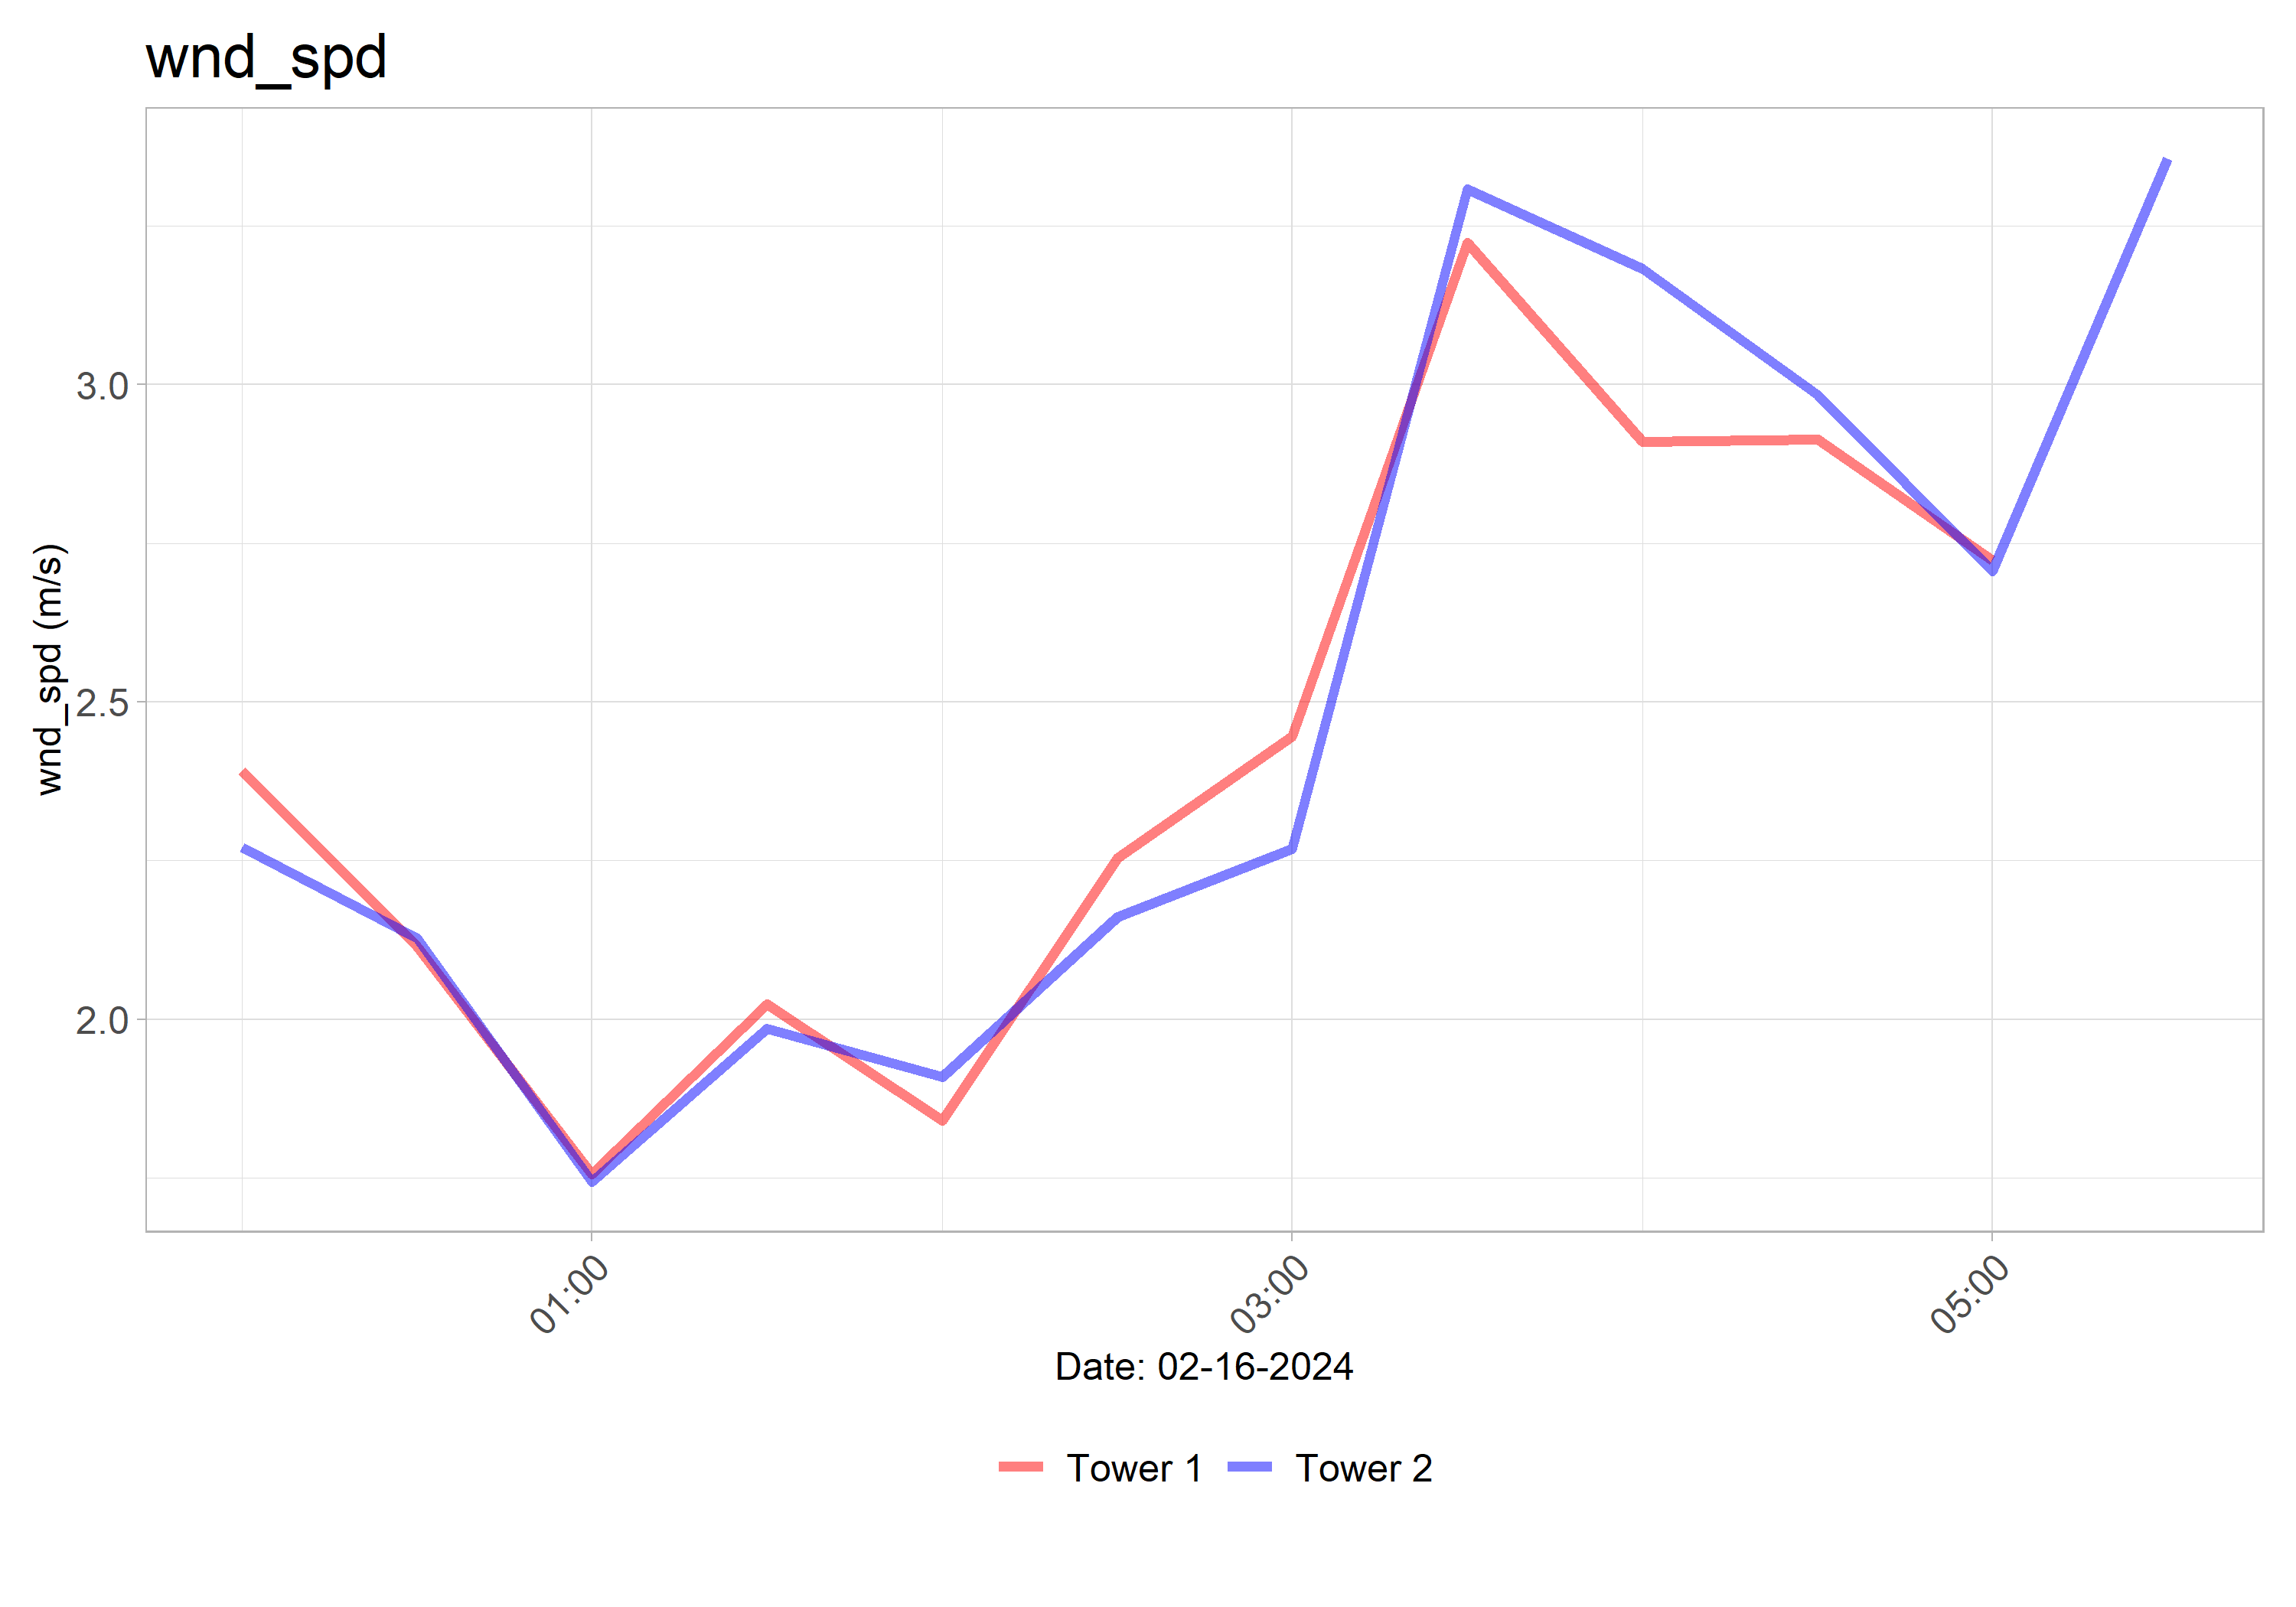 wnd_spd
wnd_spd (m/s)
3.0
2.5
2.0
01:00
03:00
05:00
Date: 02-16-2024
Tower 1
Tower 2